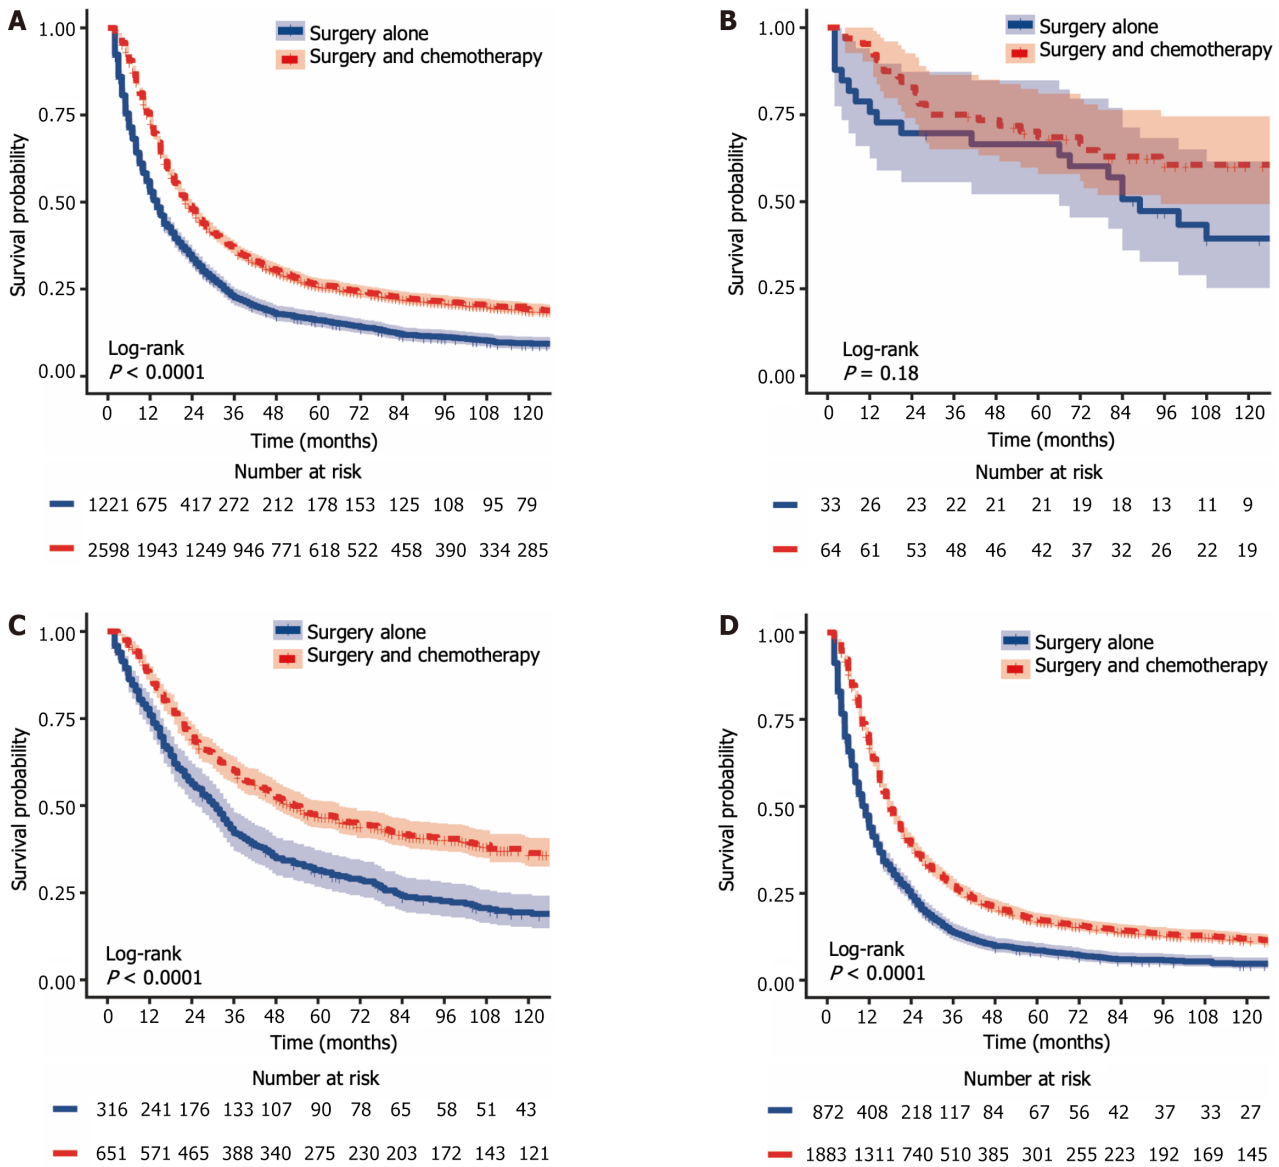 A
Survival probability
1.00
0.75
0.50
0.25
0.00
Surgery alone
Surgery and chemotherapy
Log-rank
P < 0.0001
0 12 24 36 48 60 72 84 96 108 120
Time (months)
Number at risk
1221 675 417 272 212 178 153 125 108 95 79
2598 1943 1249 946 771 618 522 458 390 334 285
B
Survival probability
1.00
0.75
0.50
0.25
0.00
Surgery alone
Surgery and chemotherapy
Log-rank
P = 0.18
0 12 24 36 48 60 72 84 96 108 120
Time (months)
Number at risk
33 26 23 22 21 21 19 18 13 11 9
64 61 53 48 46 42 37 32 26 22 19
C
Survival probability
1.00
0.75
0.50
0.25
0.00
Surgery alone
Surgery and chemotherapy
Log-rank
P < 0.0001
0 12 24 36 48 60 72 84 96 108 120
Time (months)
Number at risk
316 241 176 133 107 90 78 65 58 51 43
651 571 465 388 340 275 230 203 172 143 121
D
Survival probability
1.00
0.75
0.50
0.25
0.00
Surgery alone
Surgery and chemotherapy
Log-rank
P < 0.0001
0 12 24 36 48 60 72 84 96 108 120
Time (months)
Number at risk
872 408 218 117 84 67 56 42 37 33 27
1883 1311 740 510 385 301 255 223 192 169 145